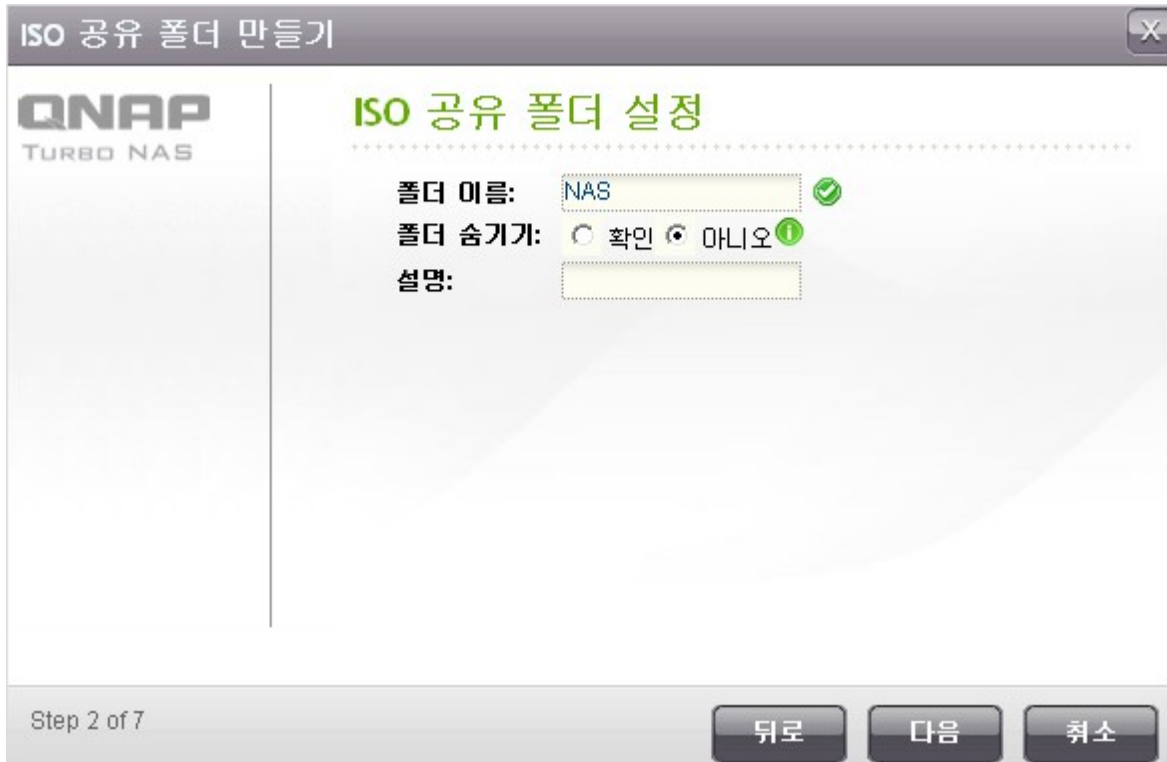 ISO 공유 폴더 만들기
X
QNAP
TURBO NAS
ISO 공유 폴더 설정
폴더 이름: NAS
폴더 숨기기: 확인 아니오
설명:
Step 2 of 7
뒤로 다음 취소